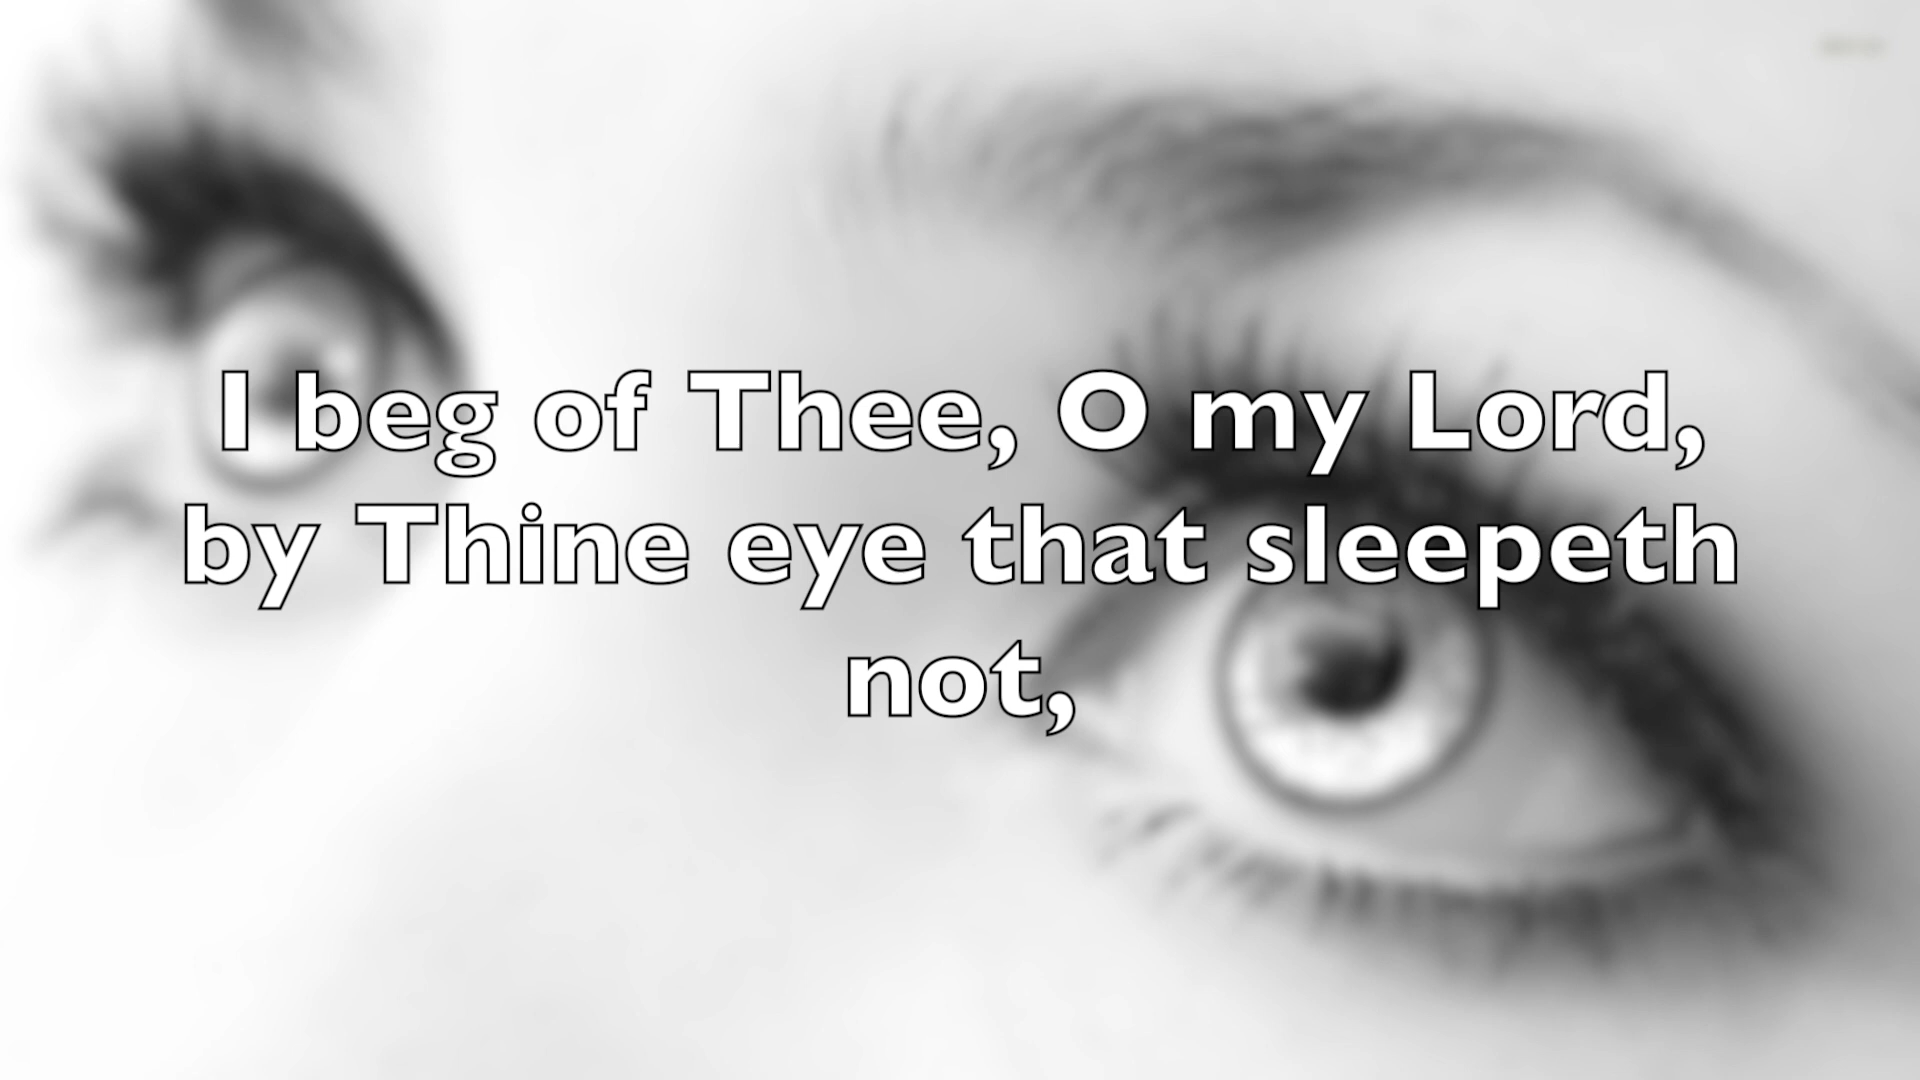 I beg of Thee, O my Lord,
by Thine eye that sleepeth
not,